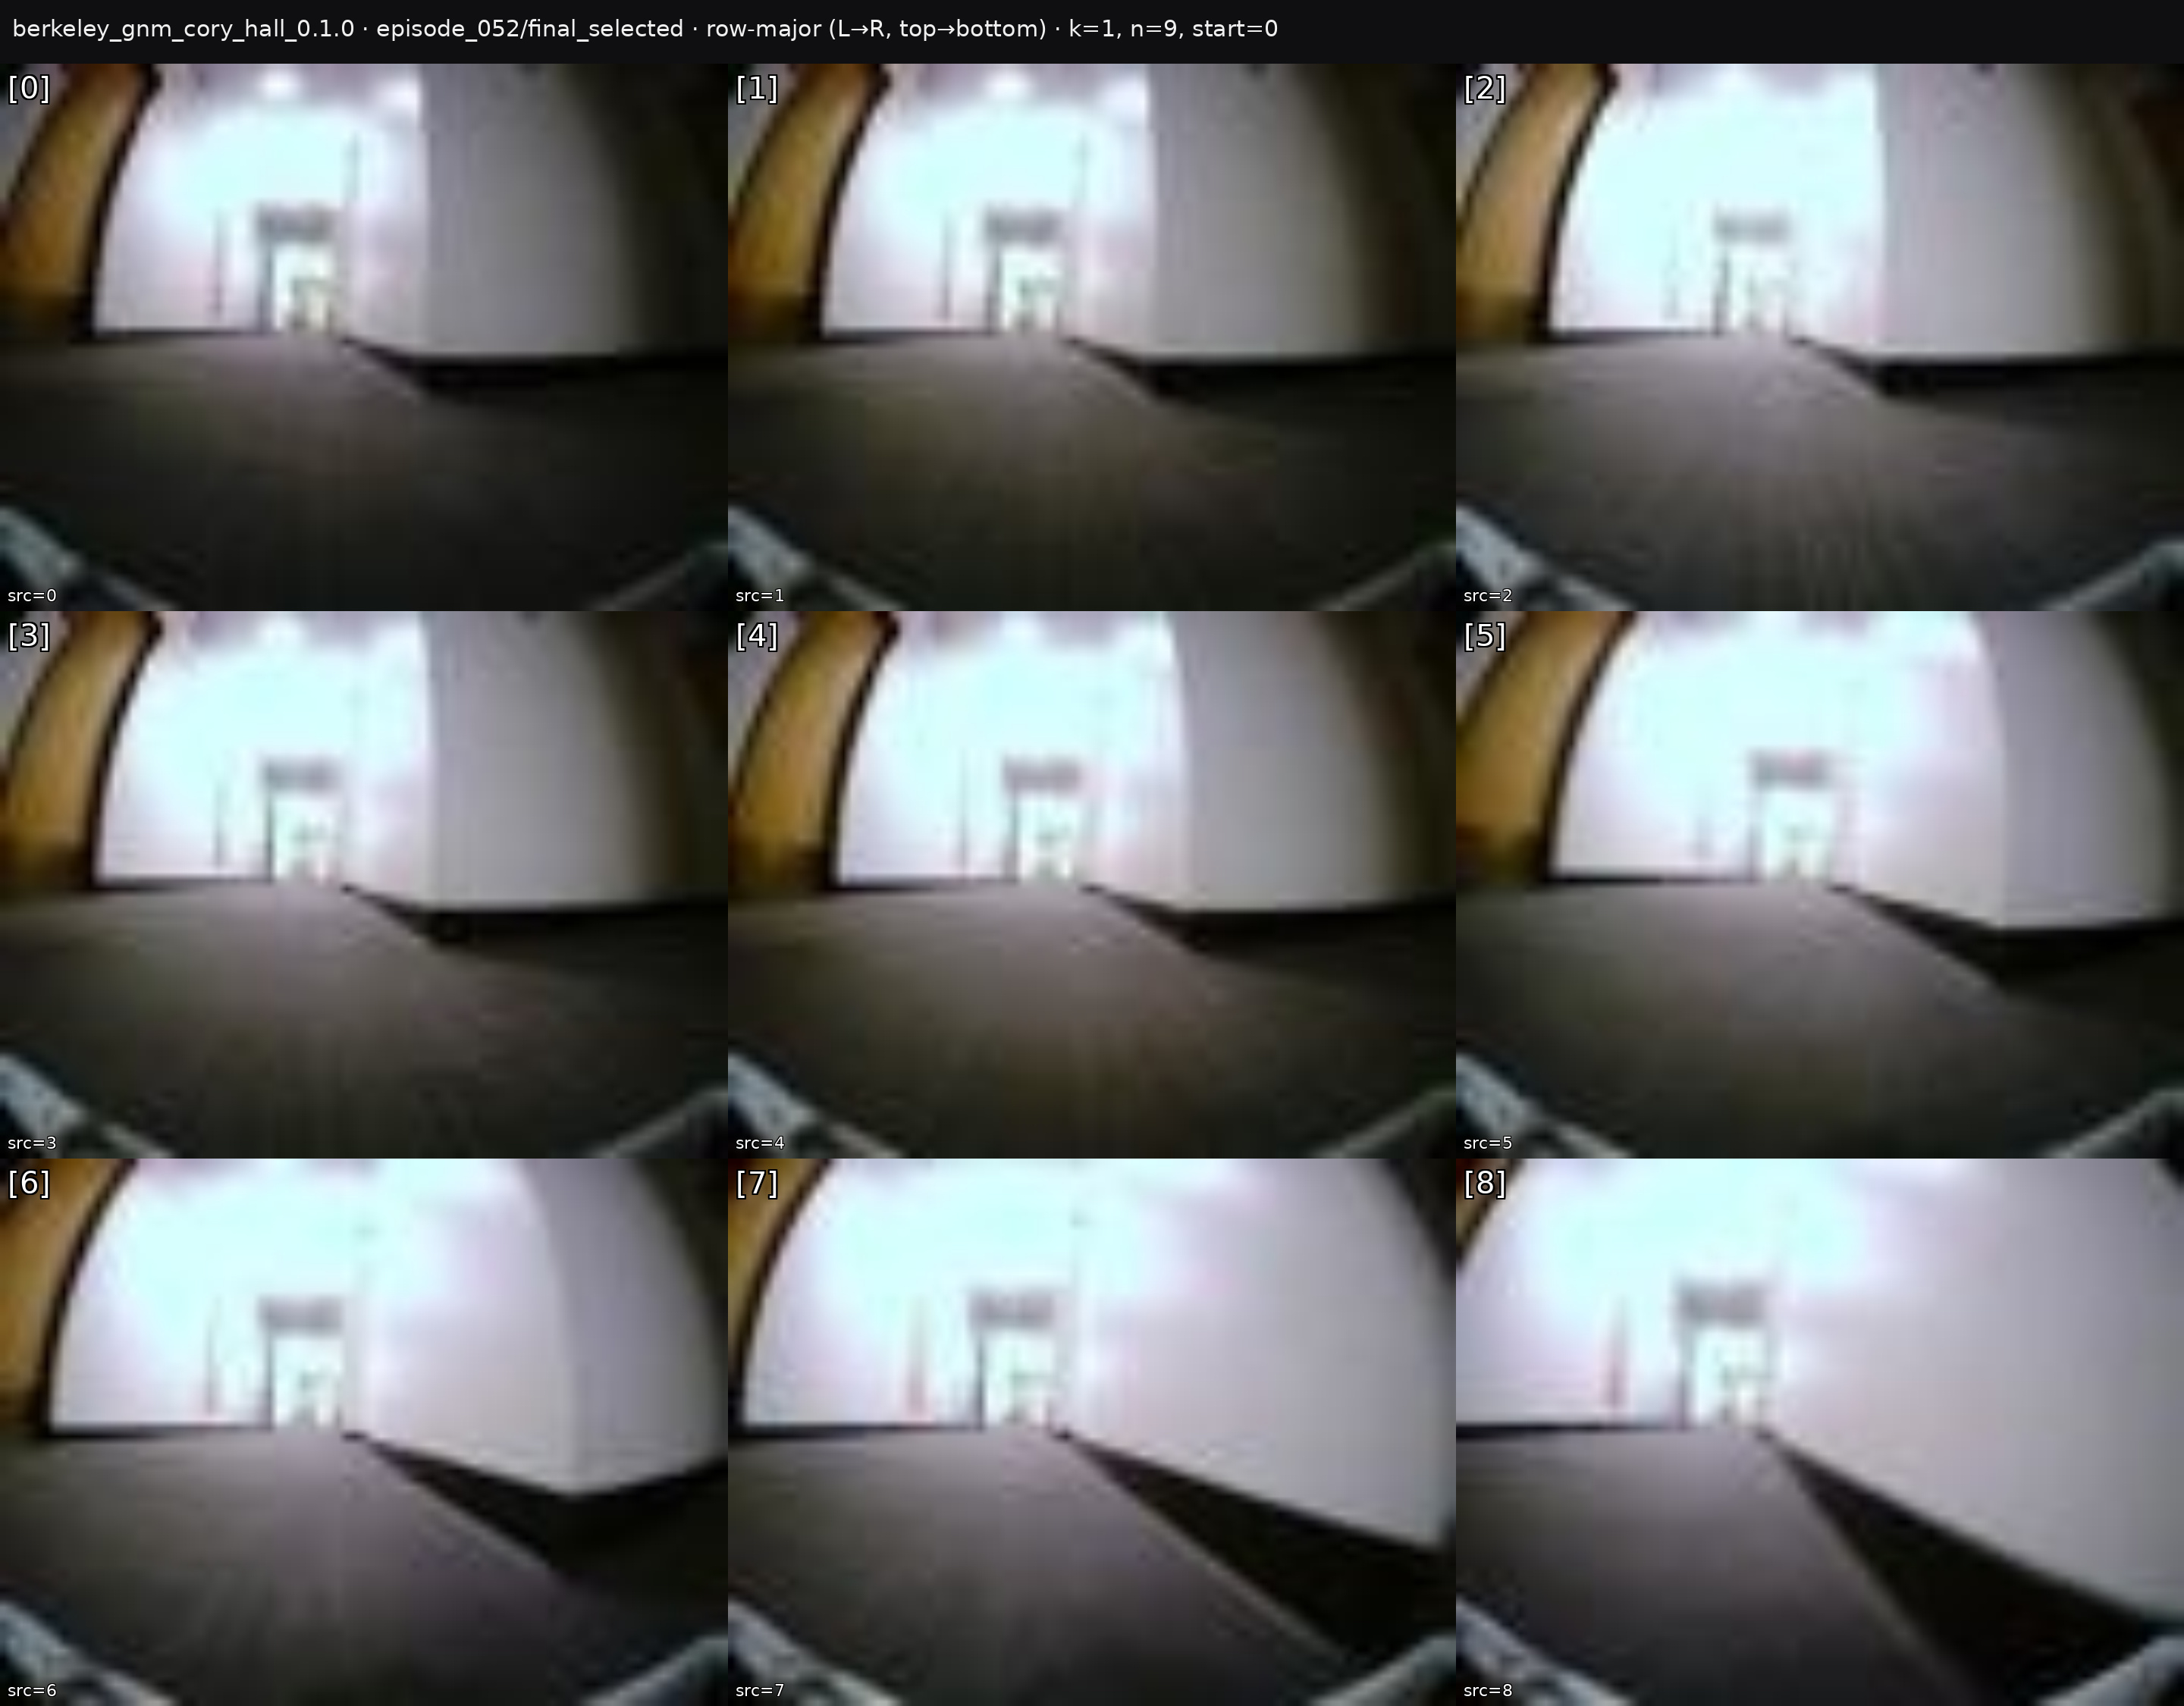 berkeley_gnm_cory_hall_0.1.0 · episode_052/final_selected · row-major (L→R, top→bottom) · k=1, n=9, start=0
[0]
[1]
[2]
src=0
src=1
src=2
[3]
[4]
[5]
src=3
src=4
src=5
[6]
[7]
[8]
src=6
src=7
src=8